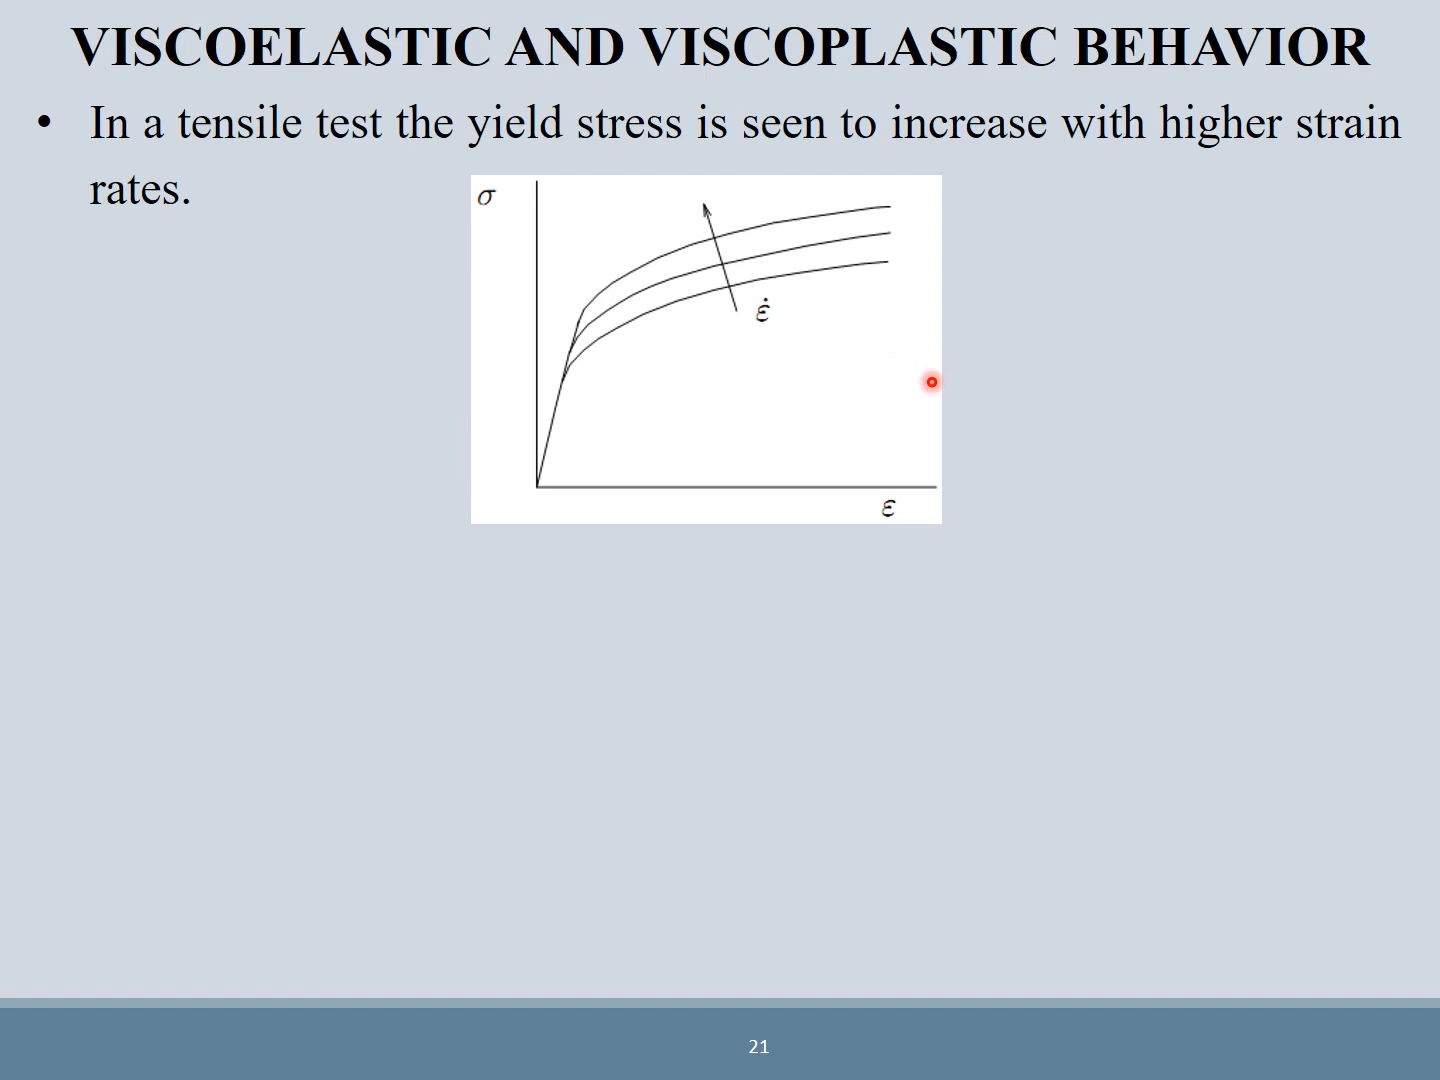 VISCOELASTIC AND VISCOPLASTIC BEHAVIOR
• In a tensile test the yield stress is seen to increase with higher strain
rates.
σ
ε̇
ε
21